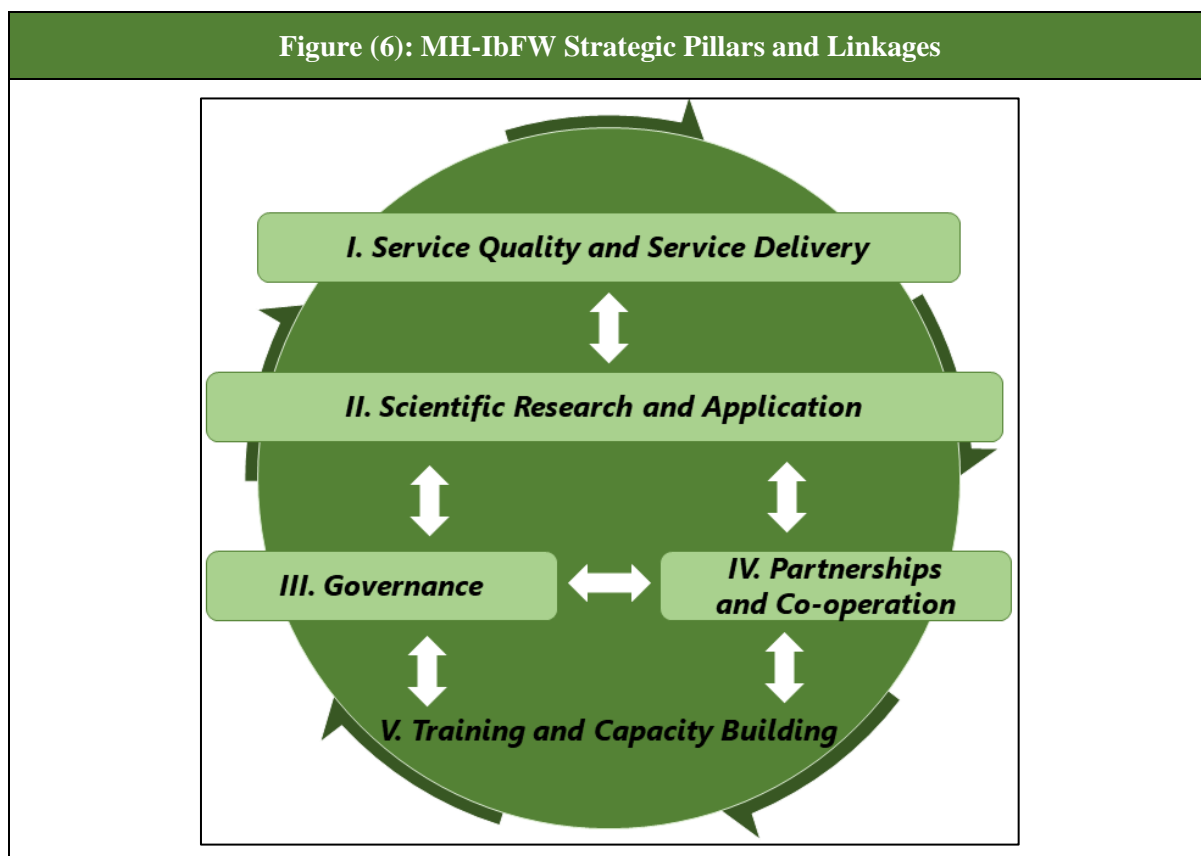 Figure (6): MH-IbFW Strategic Pillars and Linkages
I. Service Quality and Service Delivery
II. Scientific Research and Application
III. Governance
IV. Partnerships
and Co-operation
V. Training and Capacity Building